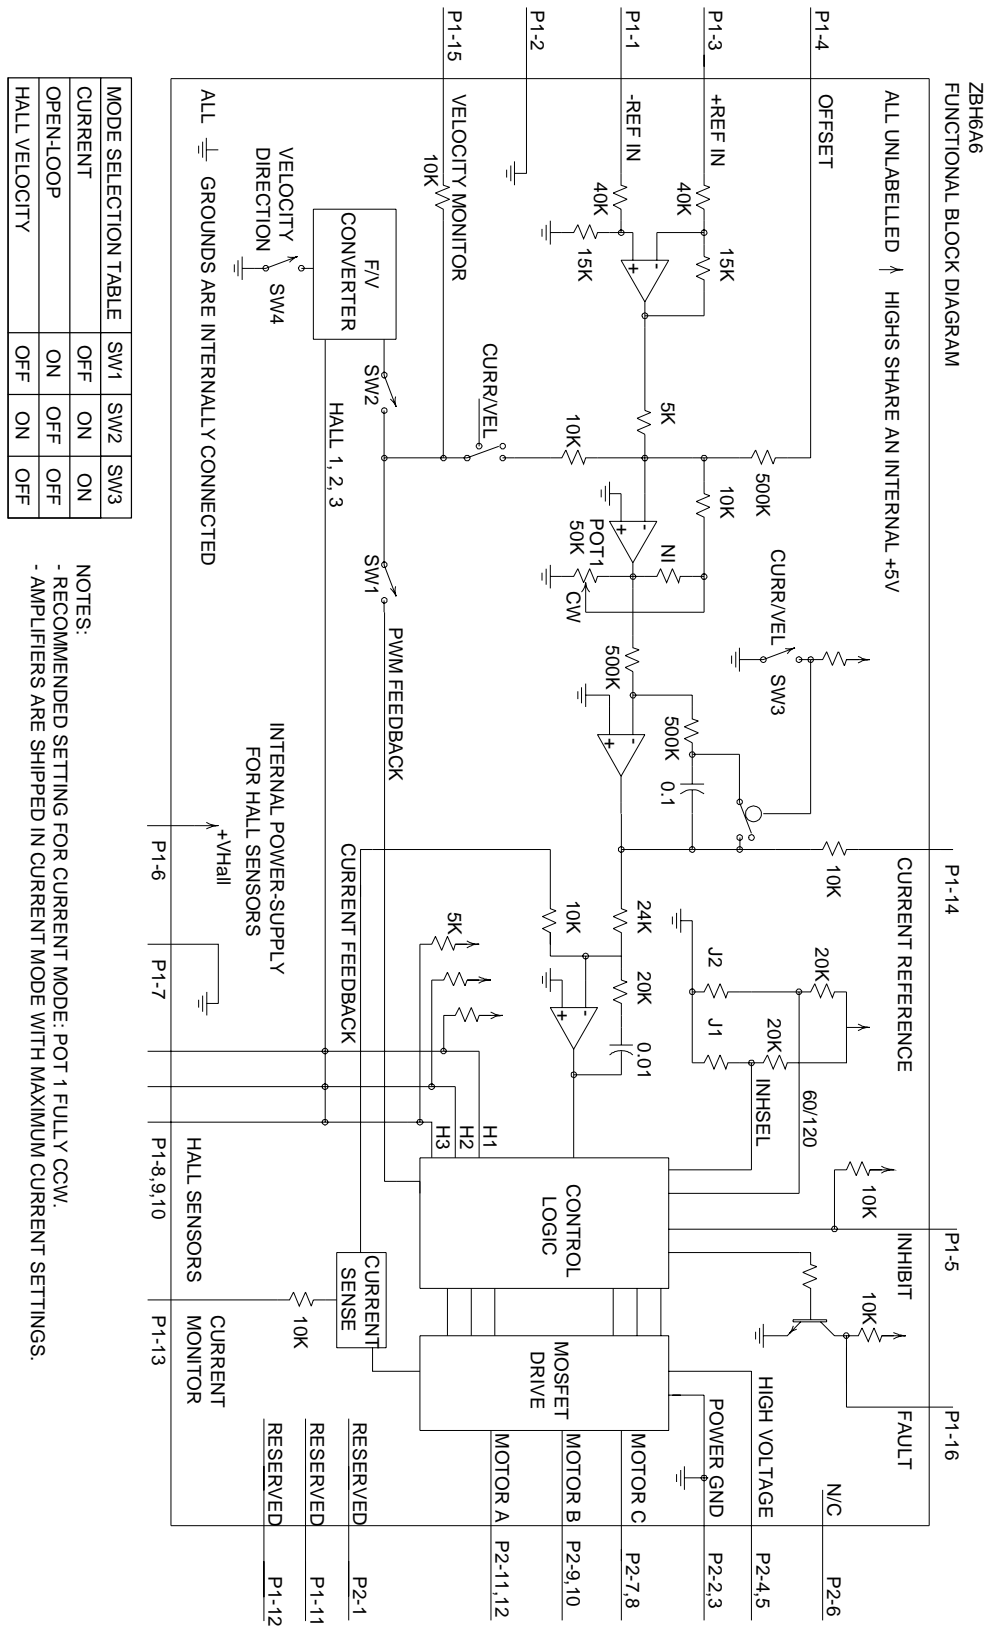 ZBH6A6
FUNCTIONAL BLOCK DIAGRAM
ALL UNLABELLED HIGHS SHARE AN INTERNAL +5V
P1-4
OFFSET
P1-3
+REF IN
P1-1
-REF IN
P1-2
P1-15
VELOCITY MONITOR
10K
40K
40K
15K
15K
-
+
5K
10K
500K
10K
CURR/VEL
-
+
NI
POT1
50K
CW
F/V
CONVERTER
VELOCITY
DIRECTION
SW4
SW2
HALL 1, 2, 3
SW1
PWM FEEDBACK
500K
-
+
500K
0.1
CURR/VEL
SW3
10K
P1-14
CURRENT REFERENCE
24K
10K
20K
0.01
-
+
CURRENT FEEDBACK
5K
J2
J1
20K
20K
INHSEL
60/120
H1
H2
H3
CONTROL
LOGIC
10K
P1-5
INHIBIT
10K
P1-16
FAULT
CURRENT
SENSE
10K
MOSFET
DRIVE
HIGH VOLTAGE
POWER GND
MOTOR C
MOTOR B
MOTOR A
N/C
P2-6
P2-4,5
P2-2,3
P2-7,8
P2-9,10
P2-11,12
RESERVED
P2-1
RESERVED
P1-11
RESERVED
P1-12
INTERNAL POWER-SUPPLY
FOR HALL SENSORS
+VHall
P1-6
P1-7
HALL SENSORS
P1-8,9,10
CURRENT
MONITOR
P1-13
ALL GROUNDS ARE INTERNALLY CONNECTED
MODE SELECTION TABLE SW1 SW2 SW3
CURRENT OFF ON ON
OPEN-LOOP ON OFF OFF
HALL VELOCITY OFF ON OFF
NOTES:
- RECOMMENDED SETTING FOR CURRENT MODE: POT 1 FULLY CCW.
- AMPLIFIERS ARE SHIPPED IN CURRENT MODE WITH MAXIMUM CURRENT SETTINGS.